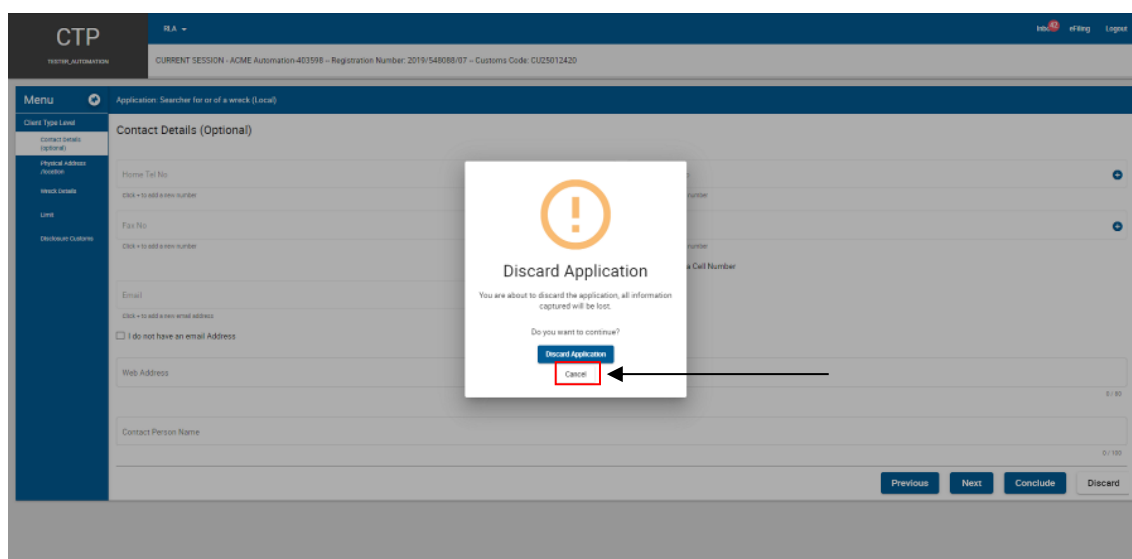 CTP
TESTER_AUTOMATION
RLA
Inbox 42 eFiling Logout
CURRENT SESSION - ACME Automation-403598 – Registration Number: 2019/548088/07 – Customs Code: CU25012420
Menu
Application: Searcher for or of a wreck (Local)
Client Type Level
Contact Details
(optional)
Physical Address
/location
Wreck Details
Limit
Disclosure Customs
Contact Details (Optional)
Home Tel No
Click + to add a new number
number
Fax No
Click + to add a new number
number
a Cell Number
Email
Click + to add a new email address
I do not have an email Address
Web Address
0 / 80
Contact Person Name
0 / 100
Discard Application
You are about to discard the application, all information
captured will be lost.
Do you want to continue?
Discard Application
Cancel
Previous Next Conclude Discard